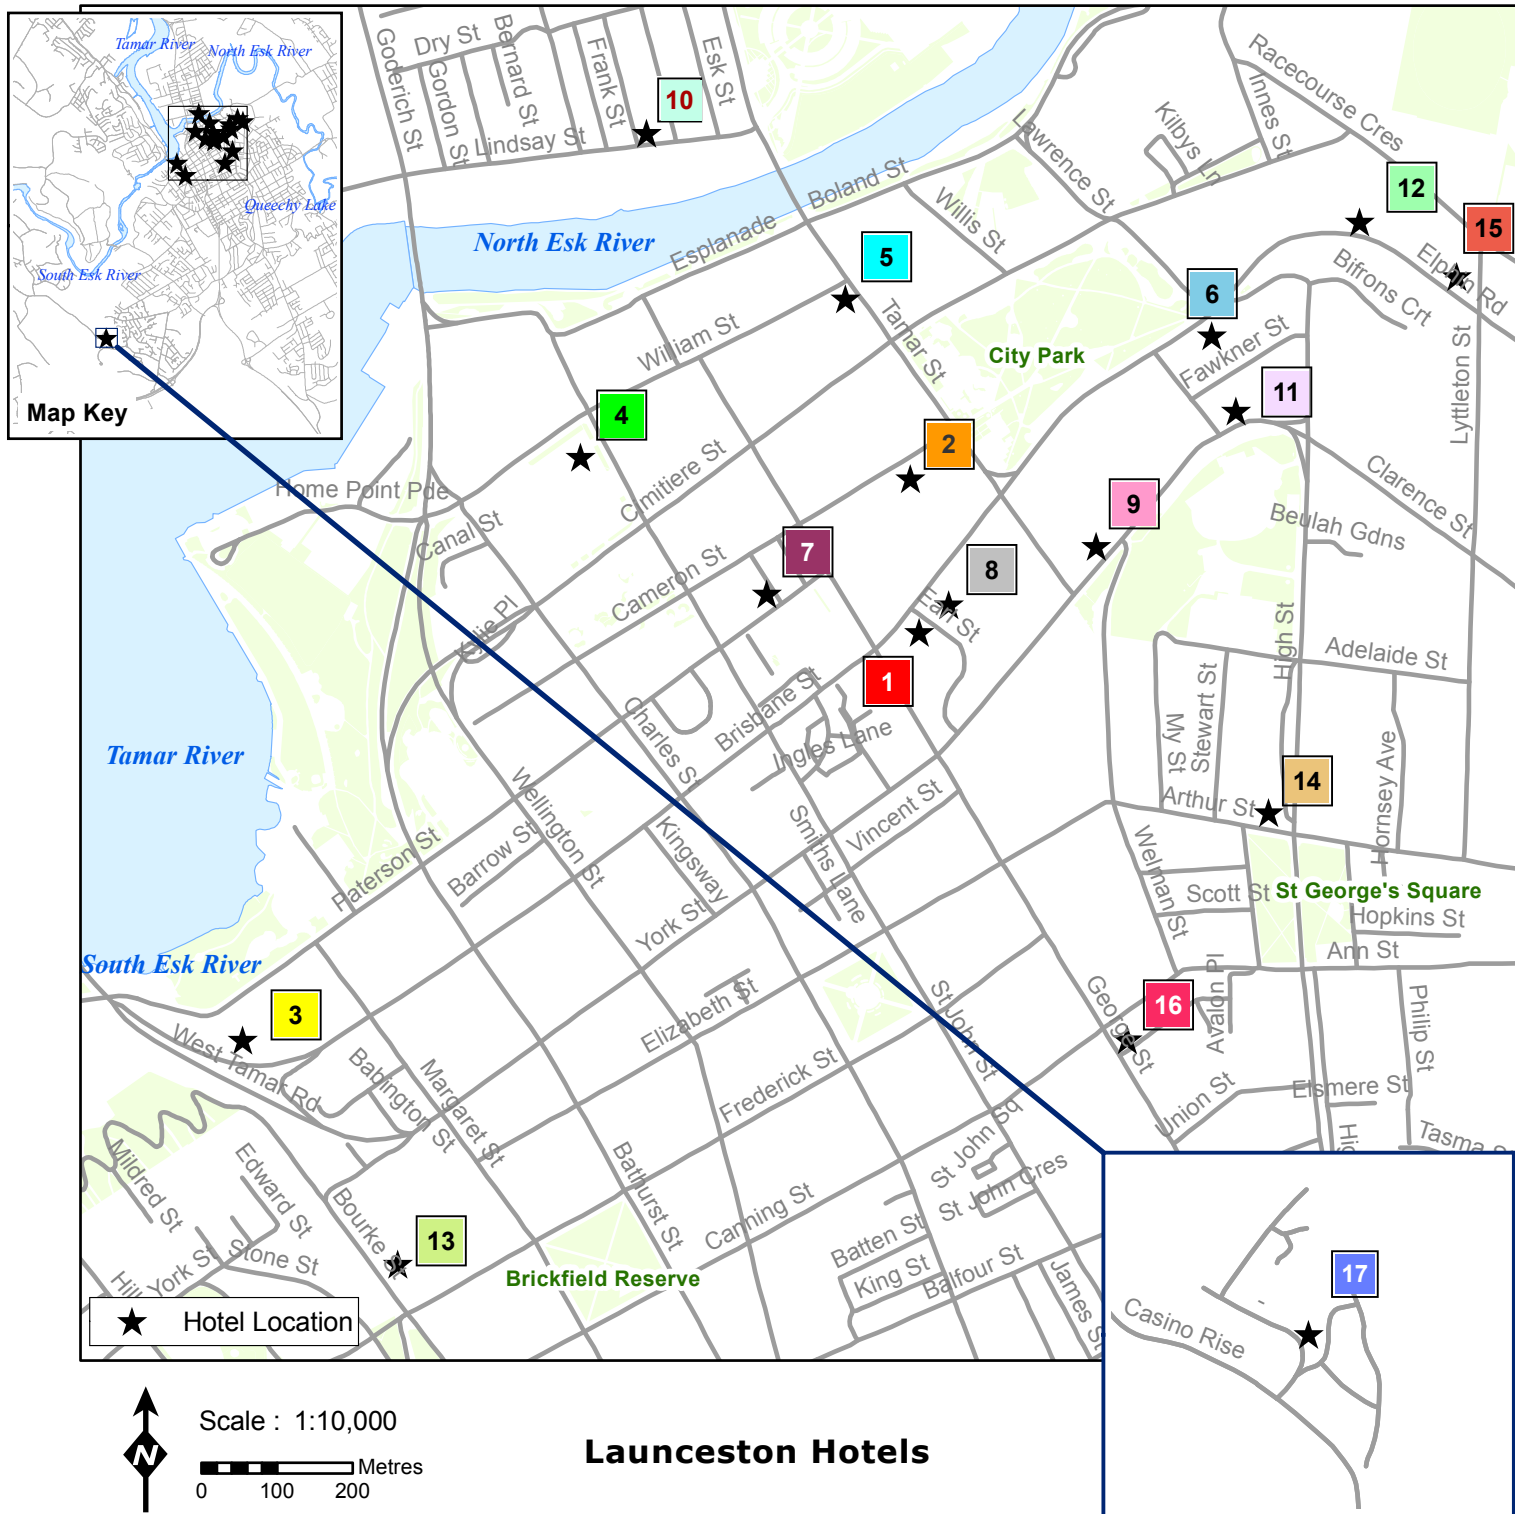 Tamar River
North Esk River
Queechy Lake
South Esk River
Map Key
Goderich St
Dry St
Gordon St
Bernard St
Frank St
Esk St
Lindsay St
10
Racecourse Cres
Innes St
Kilbys Ln
Lawrence St
12
15
Boland St
Willis St
Esplanade
North Esk River
5
6
Elphin Rd
Bifrons Crt
Tamar St
City Park
Fawkner St
William St
Lyttleton St
4
11
2
Cimitiere St
Clarence St
Home Point Pde
Canal St
9
Beulah Gdns
7
8
Cameron St
Earl St
Kylie Pl
High St
Adelaide St
1
Stewart St
My St
Brisbane St
Charles St
Ingles Lane
Tamar River
Hornsey Ave
14
Arthur St
Wellington St
Vincent St
Smiths Lane
Kingsway
Barrow St
Paterson St
Welman St
Scott St
St George's Square
Hopkins St
York St
Ann St
South Esk River
Elizabeth St
St John St
George St
16
Avalon Pl
Philip St
3
West Tamar Rd
Babington St
Margaret St
Frederick St
Union St
Elsmere St
Tasma S
Hig
Mildred St
Edward St
Bourke St
Bathurst St
Canning St
St John Sq
St John Cres
Batten St
King St
Balfour St
James St
13
Stone St
York St
Hill
Brickfield Reserve
Hotel Location
17
Casino Rise
-
N
Scale : 1:10,000
Metres
0 100 200
Launceston Hotels